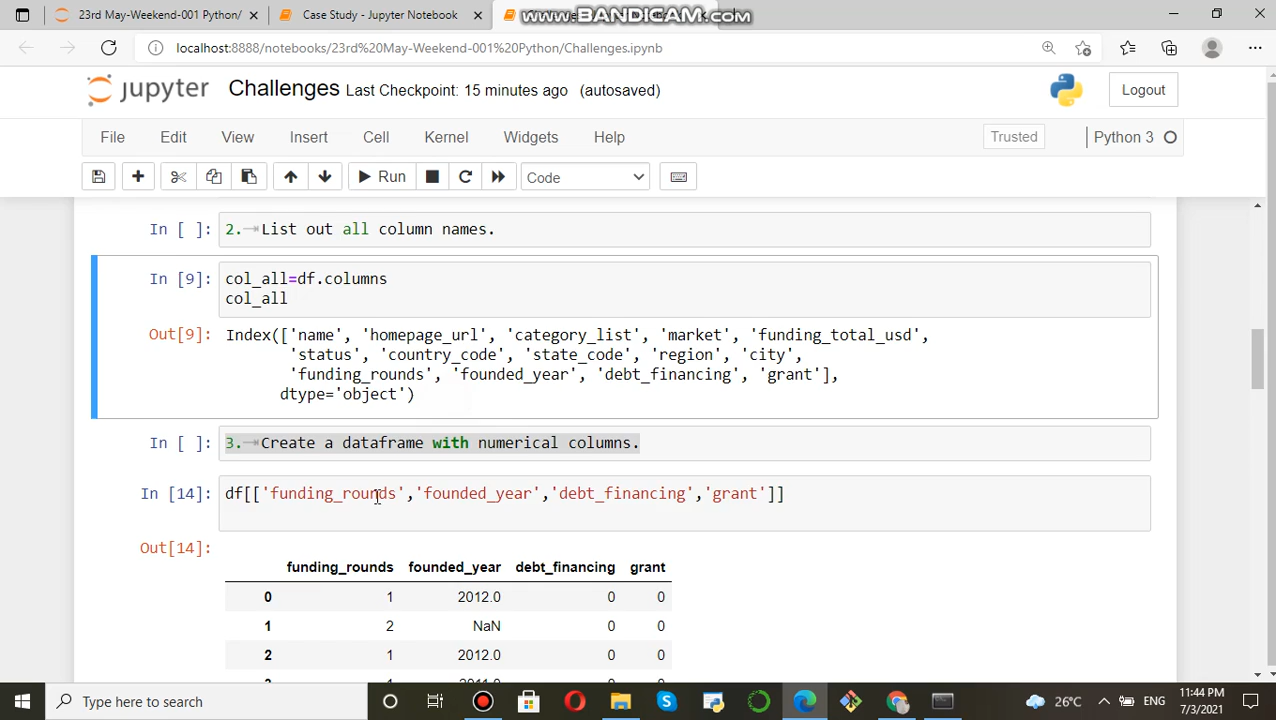 23rd May-Weekend-001 Python/
Case Study - Jupyter Notebook
www.BANDICAM.com
localhost:8888/notebooks/23rd%20May-Weekend-001%20Python/Challenges.ipynb
jupyter Challenges Last Checkpoint: 15 minutes ago (autosaved)
Logout
File Edit View Insert Cell Kernel Widgets Help
Trusted
Python 3
Run
Code
In [ ]: 2. List out all column names.
In [9]: col_all=df.columns
col_all
Out[9]: Index(['name', 'homepage_url', 'category_list', 'market', 'funding_total_usd',
'status', 'country_code', 'state_code', 'region', 'city',
'funding_rounds', 'founded_year', 'debt_financing', 'grant'],
dtype='object')
In [ ]: 3. Create a dataframe with numerical columns.
In [14]: df[['funding_rounds','founded_year','debt_financing','grant']]
Out[14]:
funding_rounds founded_year debt_financing grant
0 1 2012.0 0 0
1 2 NaN 0 0
2 1 2012.0 0 0
Type here to search
26°C
ENG
11:44 PM
7/3/2021